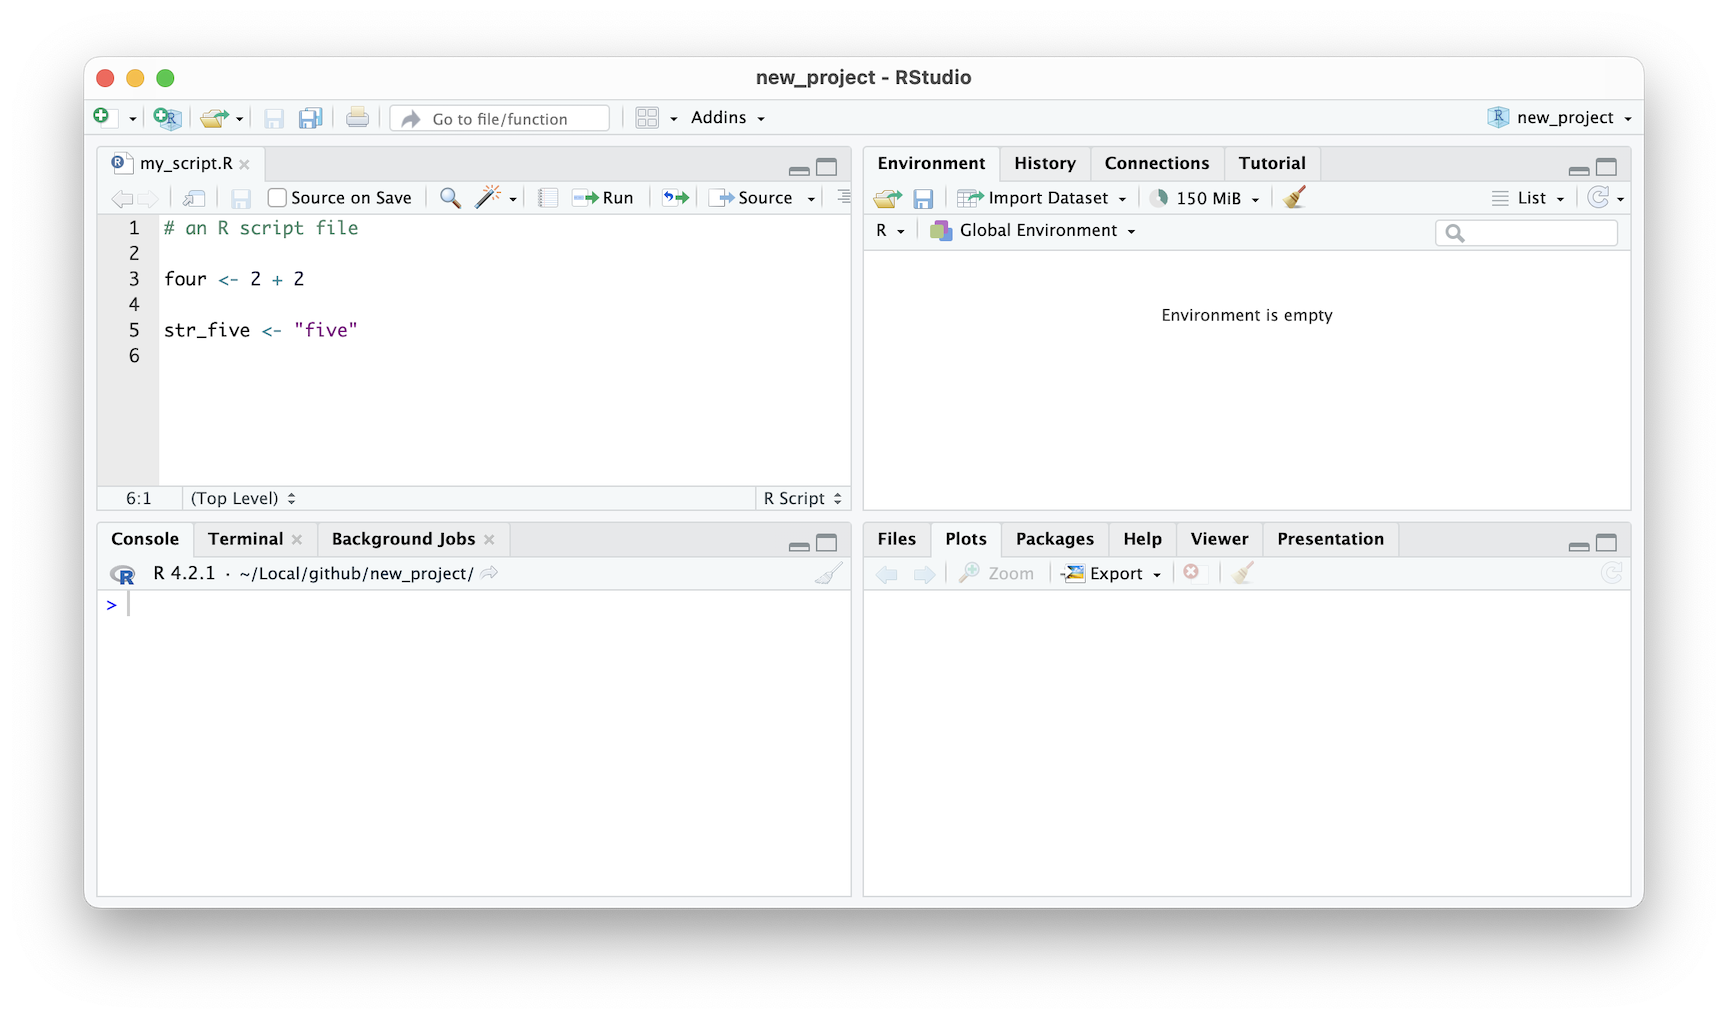 new_project - RStudio
Go to file/function
Addins
R new_project
R my_script.R
Source on Save
Run
Source
1 # an R script file
2
3 four <- 2 + 2
4
5 str_five <- "five"
6
6:1 (Top Level) R Script
Environment History Connections Tutorial
Import Dataset 150 MiB List
R Global Environment
Environment is empty
Console Terminal Background Jobs
R R 4.2.1 · ~/Local/github/new_project/
>
Files Plots Packages Help Viewer Presentation
Zoom Export